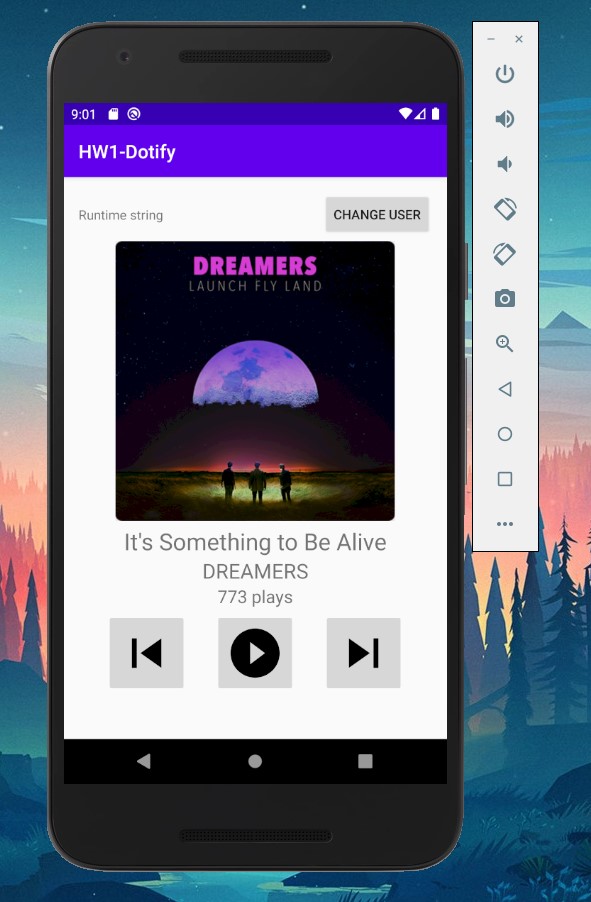 9:01
HW1-Dotify
Runtime string
CHANGE USER
DREAMERS
LAUNCH FLY LAND
It's Something to Be Alive
DREAMERS
773 plays